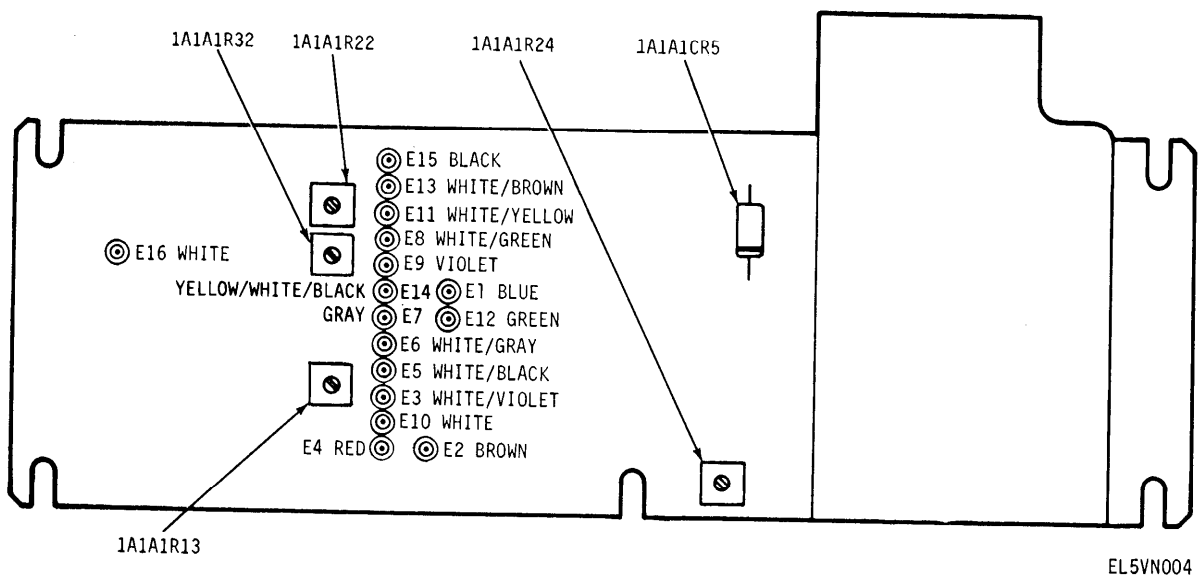 1A1A1R32
1A1A1R22
1A1A1R24
1A1A1CR5
E15 BLACK
E13 WHITE/BROWN
E11 WHITE/YELLOW
E8 WHITE/GREEN
E16 WHITE
E9 VIOLET
YELLOW/WHITE/BLACK E14 E1 BLUE
GRAY E7 E12 GREEN
E6 WHITE/GRAY
E5 WHITE/BLACK
E3 WHITE/VIOLET
E10 WHITE
E4 RED E2 BROWN
1A1A1R13
EL5VN004